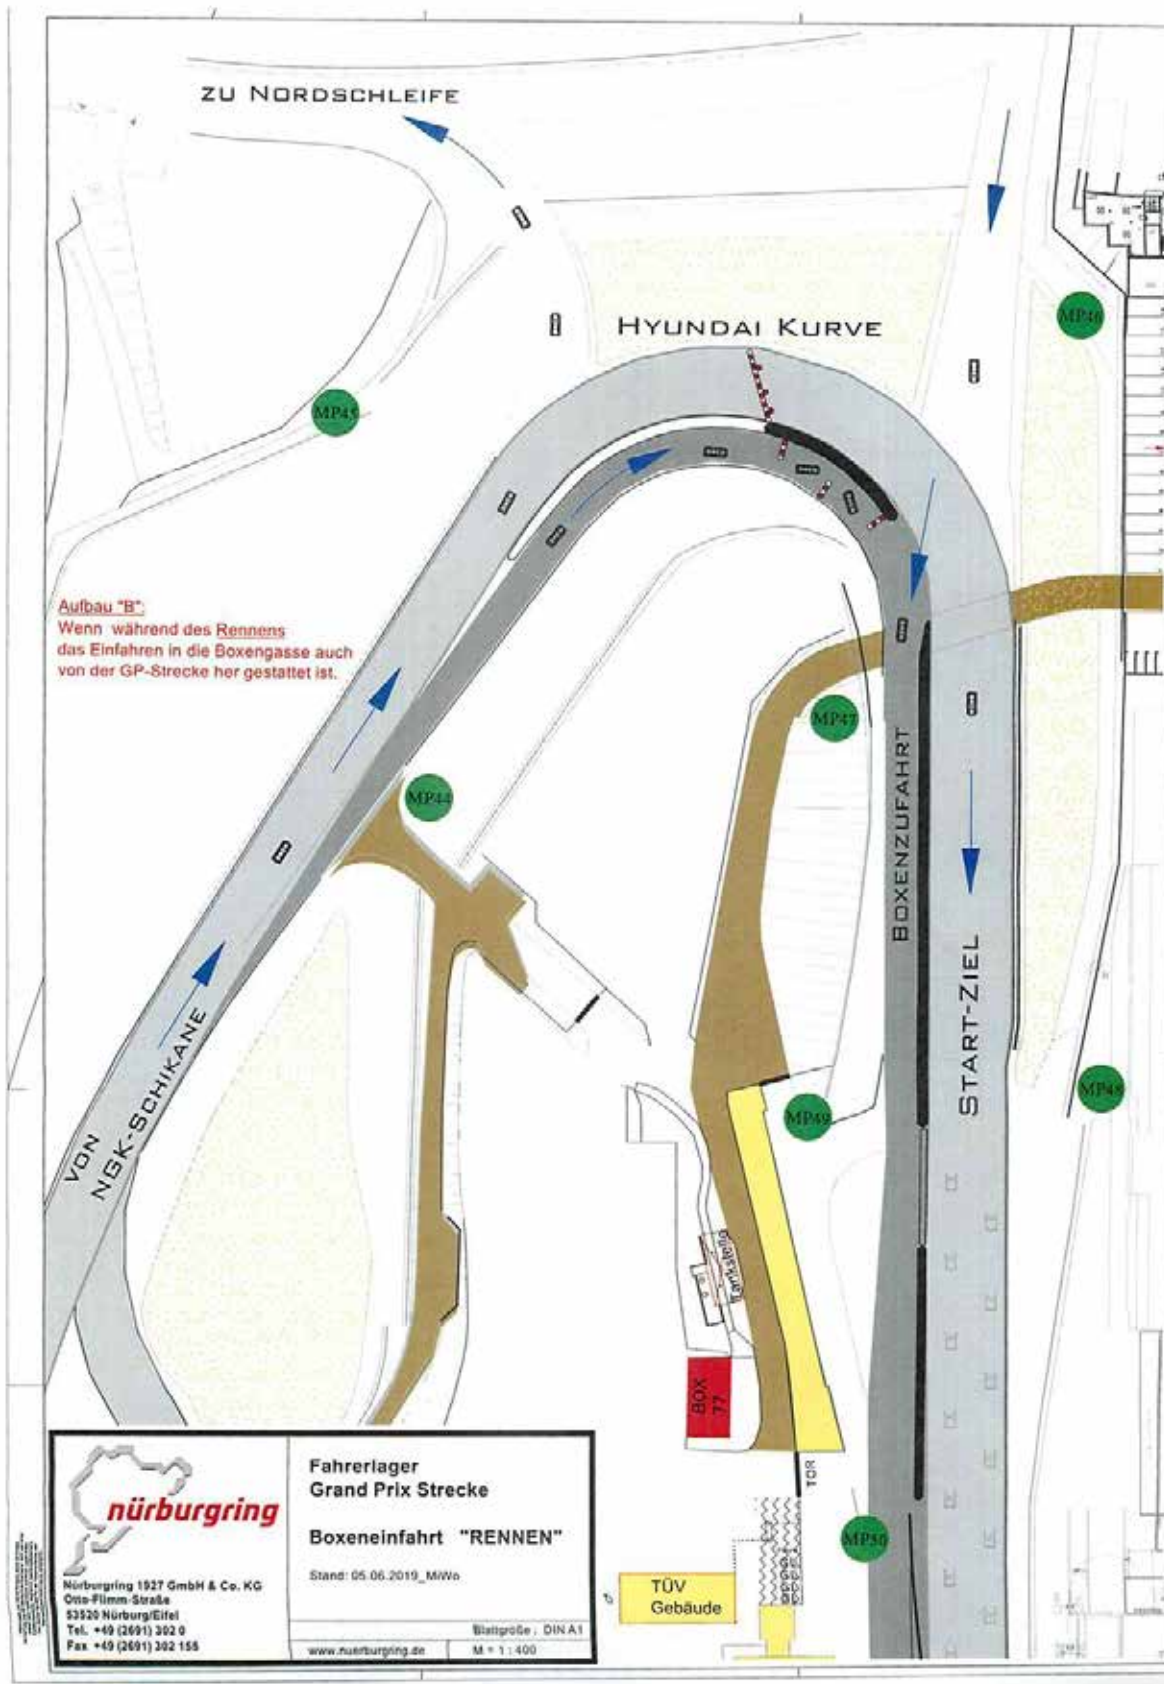 ZU NORDSCHLEIFE
MP46
HYUNDAI KURVE
MP45
Aufbau "B":
Wenn während des Rennens
das Einfahren in die Boxengasse auch
von der GP-Strecke her gestattet ist.
MP47
MP44
BOXENZUFAHRT
START-ZIEL
VON
NGK-SCHIKANE
MP48
MP49
Tankstelle
BOX
77
TOR
MP50
TÜV
Gebäude
nürburgring
Nürburgring 1927 GmbH & Co. KG
Otto-Flimm-Straße
53520 Nürburg/Eifel
Tel. +49 (2691) 302 0
Fax +49 (2691) 302 155
Fahrerlager
Grand Prix Strecke
Boxeneinfahrt "RENNEN"
Stand: 05.06.2019_MiWo
Blattgröße : DIN A1
www.nuerburgring.de
M = 1 : 400